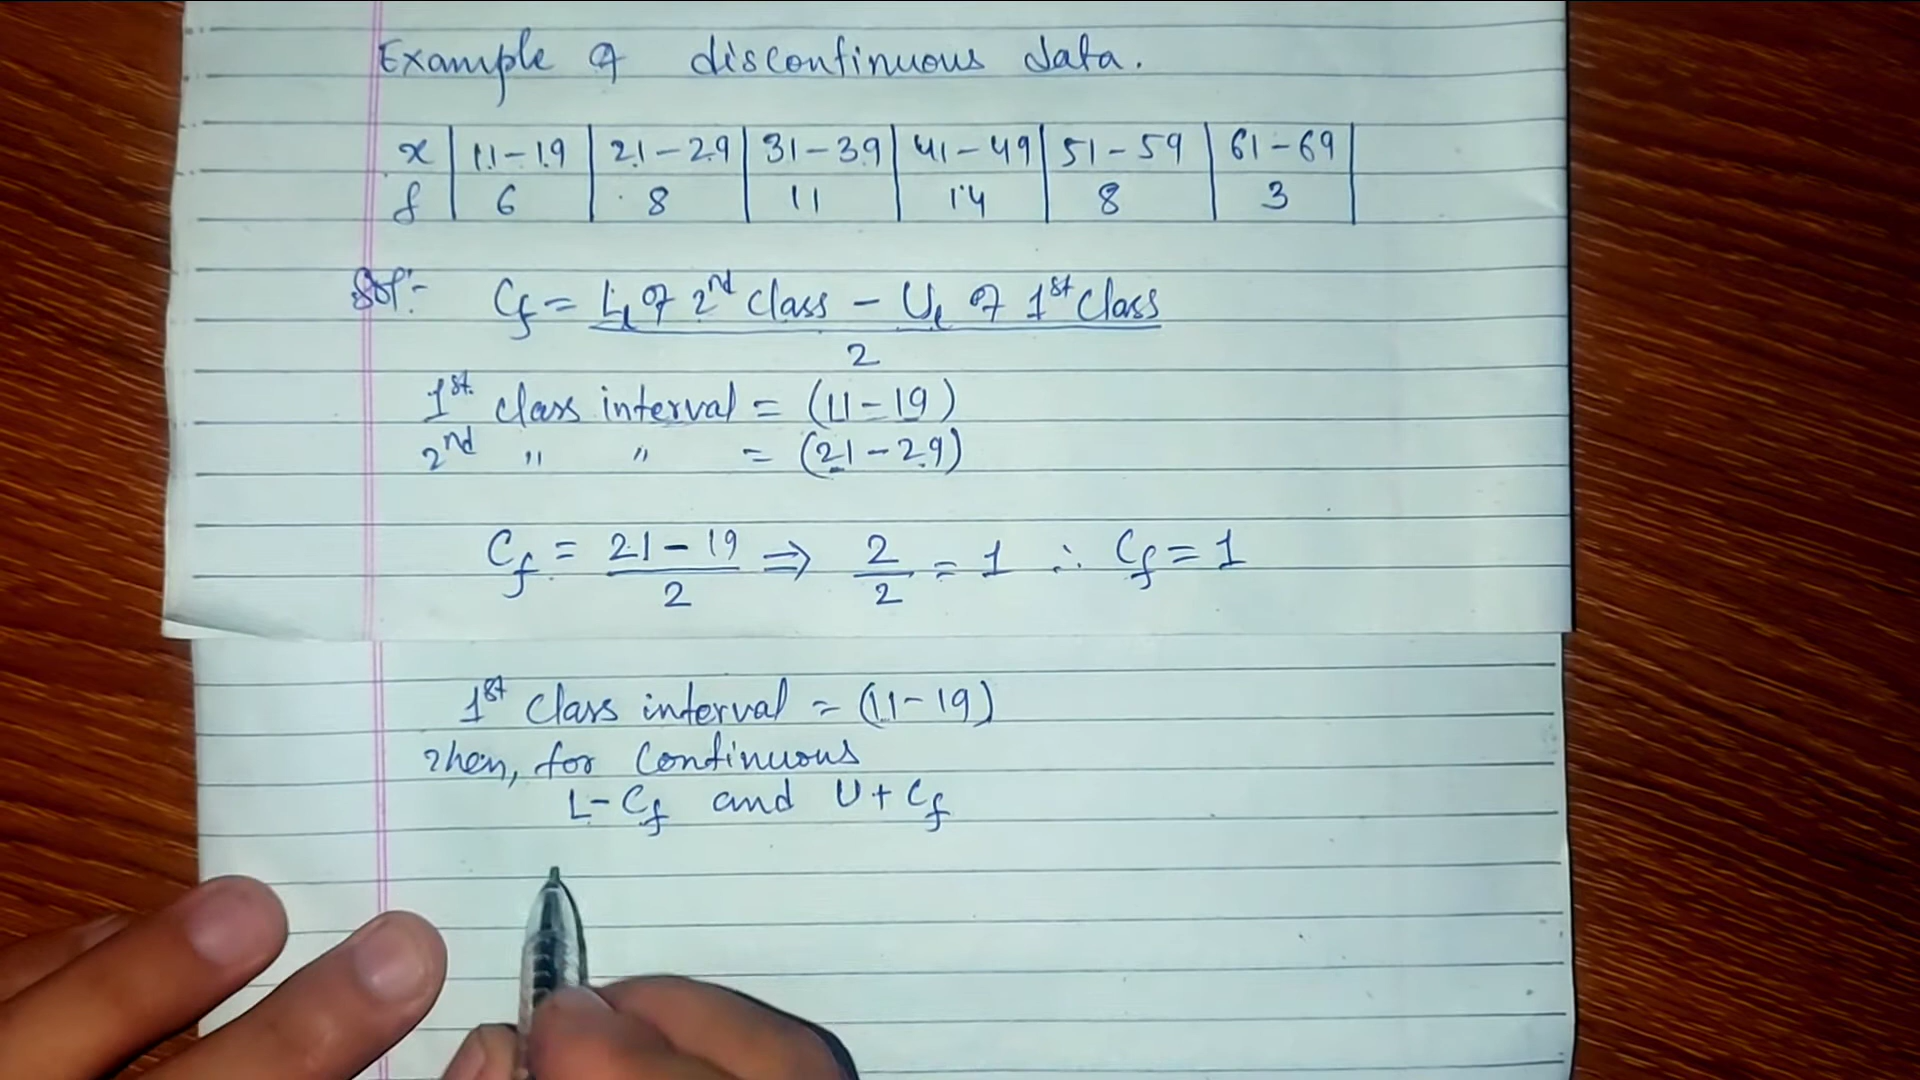 Example of discontinuous data.
x | 11-19 | 21-29 | 31-39 | 41-49 | 51-59 | 61-69 |
f | 6 | 8 | 11 | 14 | 8 | 3 |
Sol:- Cf = Ll of 2nd class - Ul of 1st class
2
1st class interval = (11-19)
2nd " " = (21-29)
Cf = 21-19 / 2 ⇒ 2/2 = 1 ∴ Cf = 1
1st class interval = (11-19)
Then, for continuous
L-Cf and U+Cf